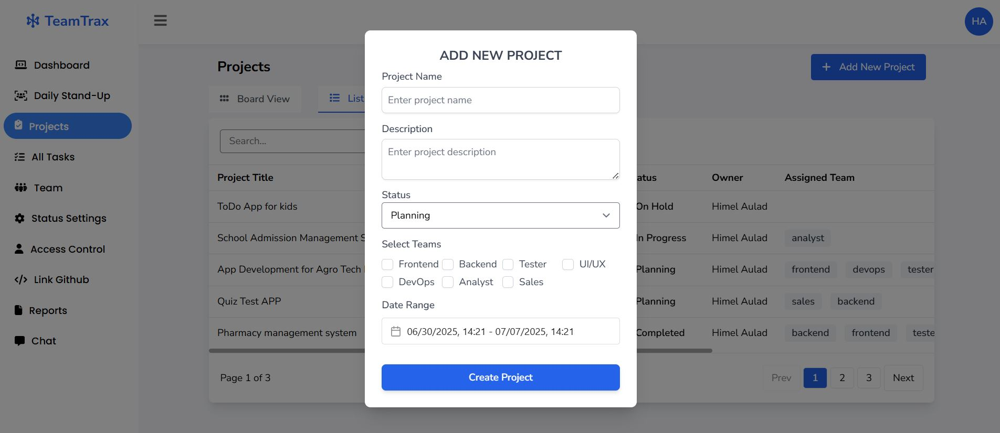 TeamTrax
HA
Dashboard
Daily Stand-Up
Projects
All Tasks
Team
Status Settings
Access Control
Link Github
Reports
Chat
Projects
Add New Project
Board View
List
Search...
Project Title
atus
Owner
Assigned Team
ToDo App for kids
On Hold
Himel Aulad
School Admission Management S
In Progress
Himel Aulad
analyst
App Development for Agro Tech
Planning
Himel Aulad
frontend
devops
tester
Quiz Test APP
Planning
Himel Aulad
sales
backend
Pharmacy management system
Completed
Himel Aulad
backend
frontend
teste
Page 1 of 3
Prev
1
2
3
Next
ADD NEW PROJECT
Project Name
Enter project name
Description
Enter project description
Status
Planning
Select Teams
Frontend
Backend
Tester
UI/UX
DevOps
Analyst
Sales
Date Range
06/30/2025, 14:21 - 07/07/2025, 14:21
Create Project